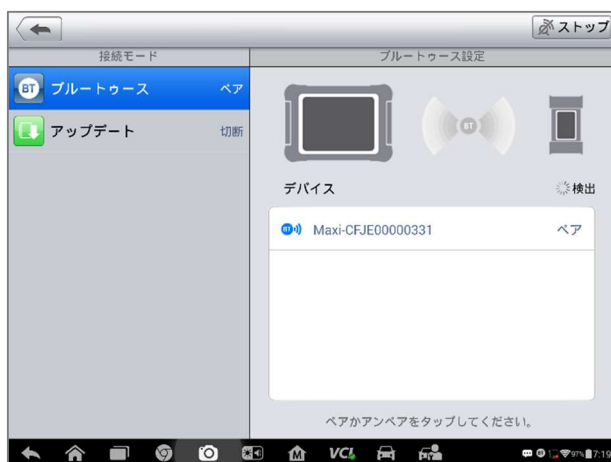 ストップ
接続モード
ブルートゥース設定
BT ブルートゥース ペア
アップデート 切断
BT
デバイス 検出
BT Maxi-CFJE00000331 ペア
ペアかアンペアをタップしてください。
M VCI 97% 7:19